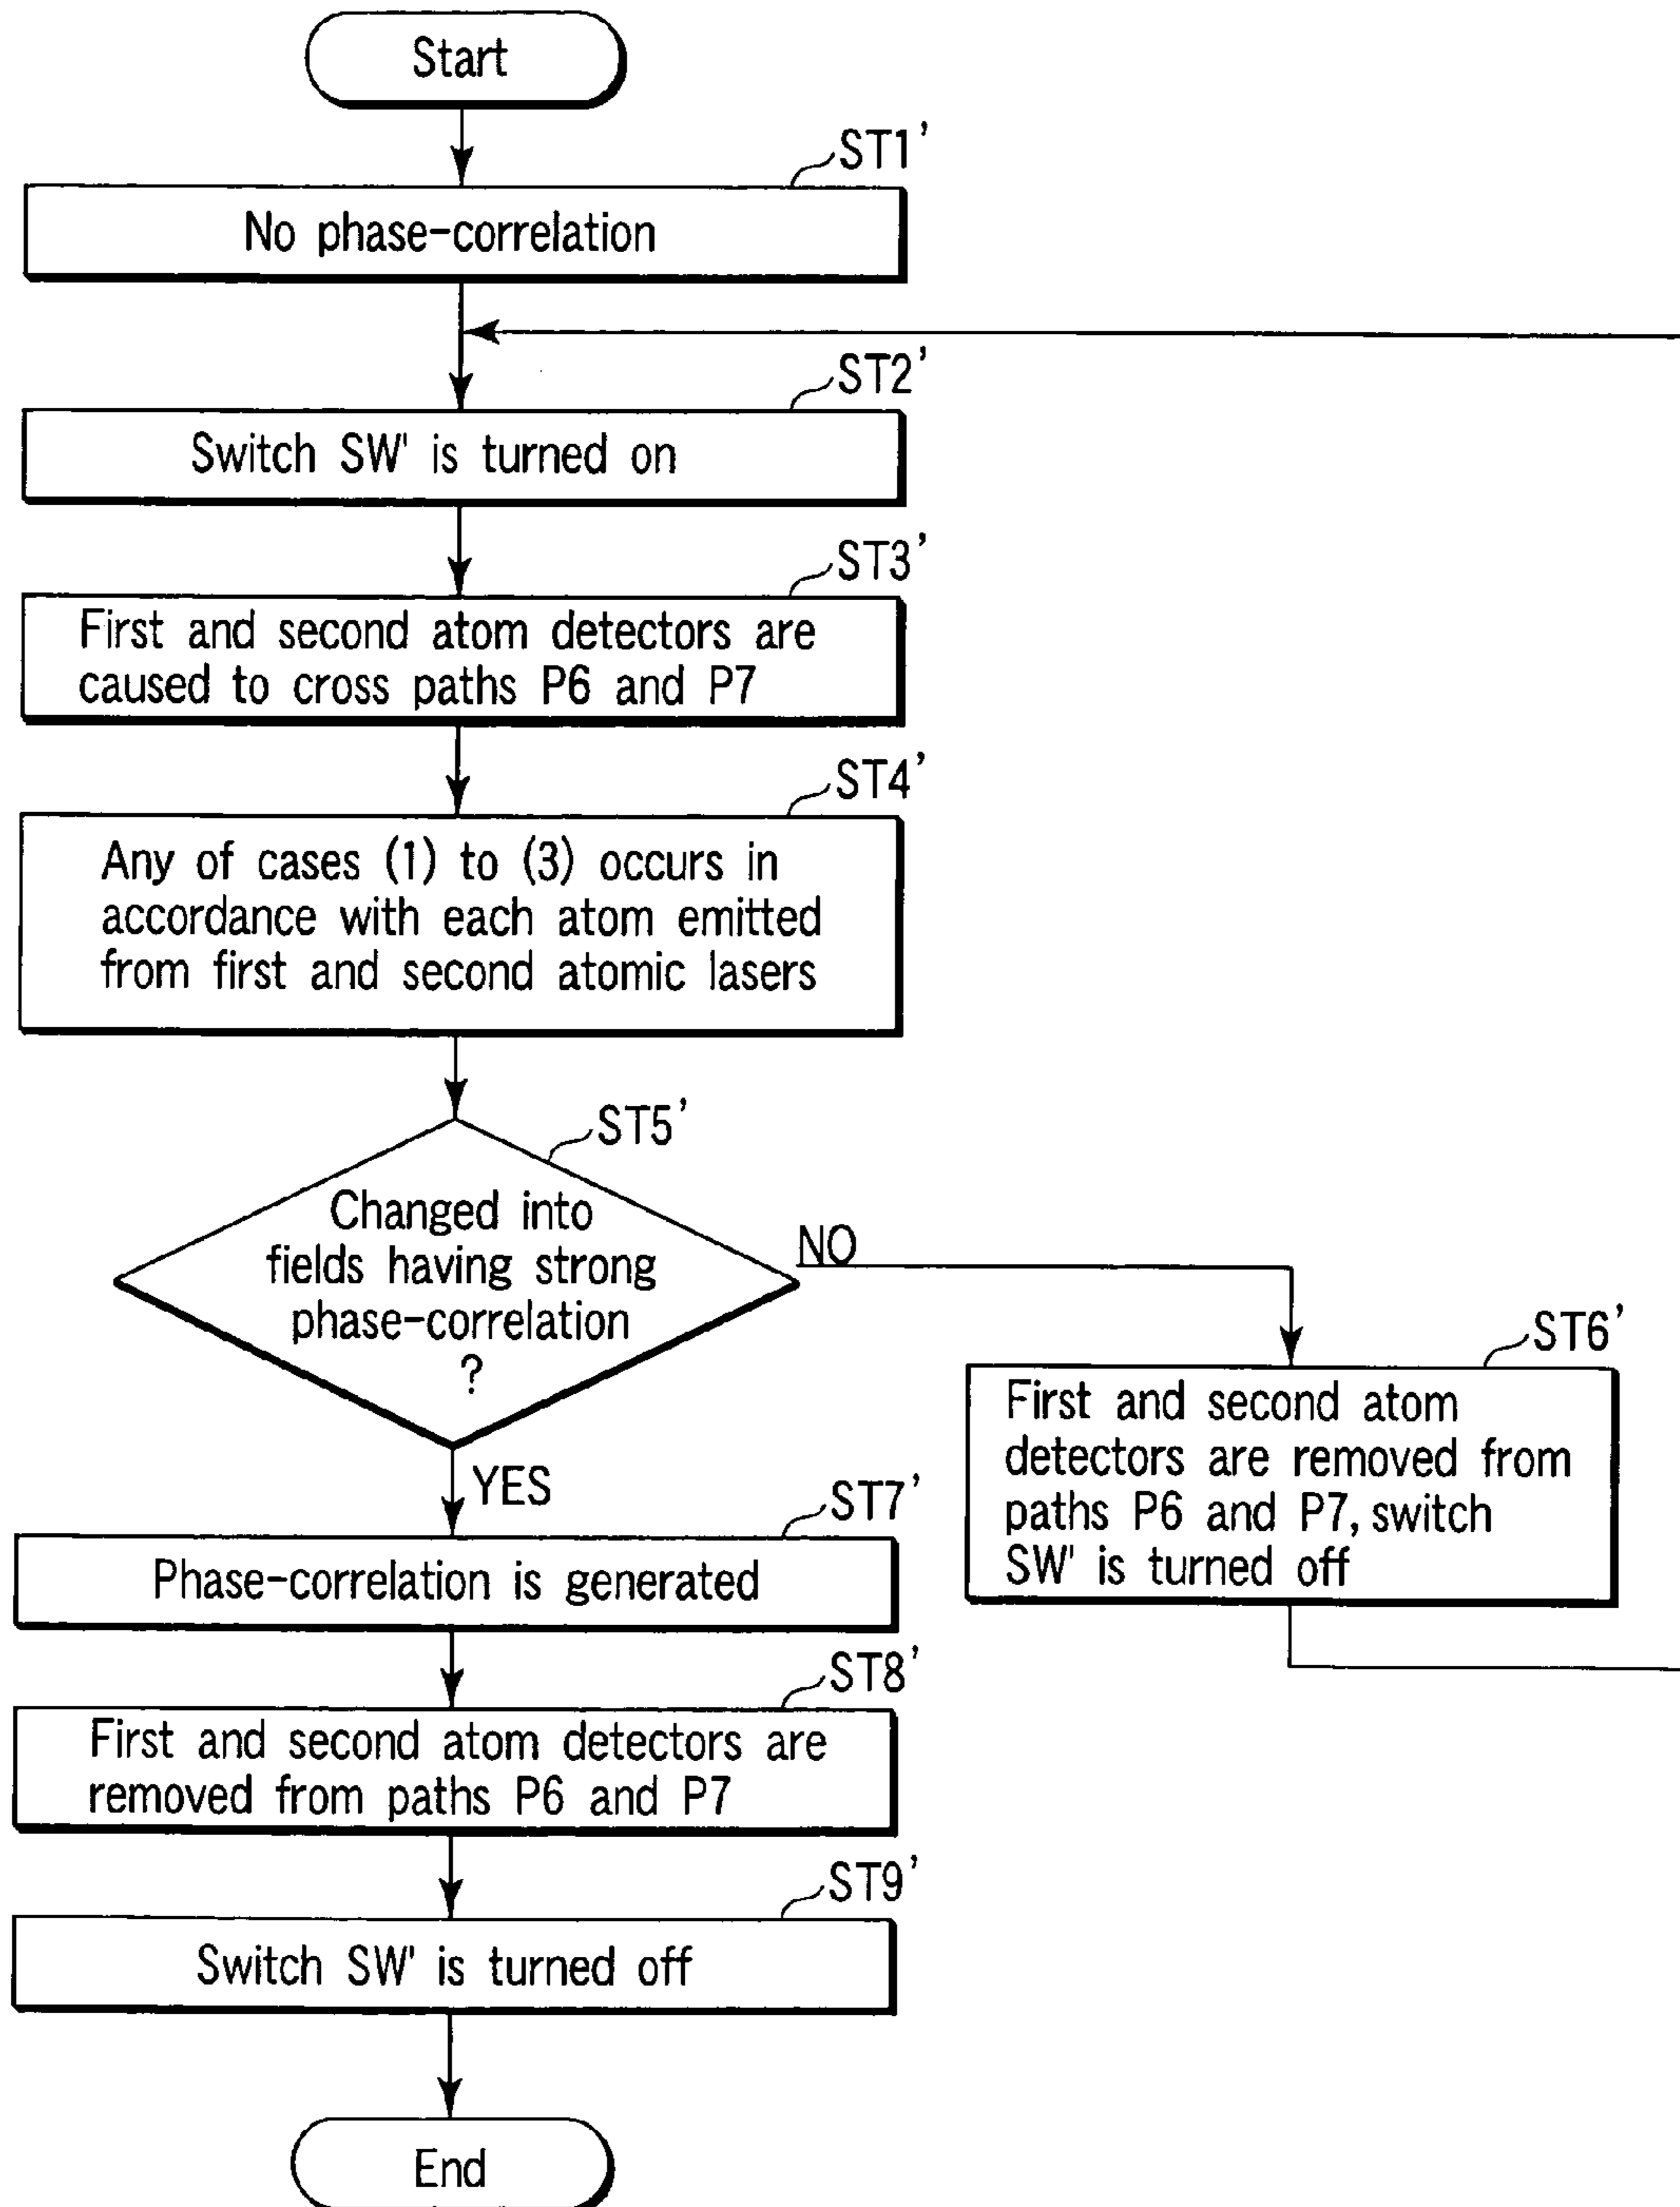 Start
ST1'
No phase-correlation
ST2'
Switch SW' is turned on
ST3'
First and second atom detectors are
caused to cross paths P6 and P7
ST4'
Any of cases (1) to (3) occurs in
accordance with each atom emitted
from first and second atomic lasers
ST5'
Changed into
fields having strong
phase-correlation
?
NO
ST6'
First and second atom
detectors are removed from
paths P6 and P7, switch
SW' is turned off
YES
ST7'
Phase-correlation is generated
ST8'
First and second atom detectors are
removed from paths P6 and P7
ST9'
Switch SW' is turned off
End